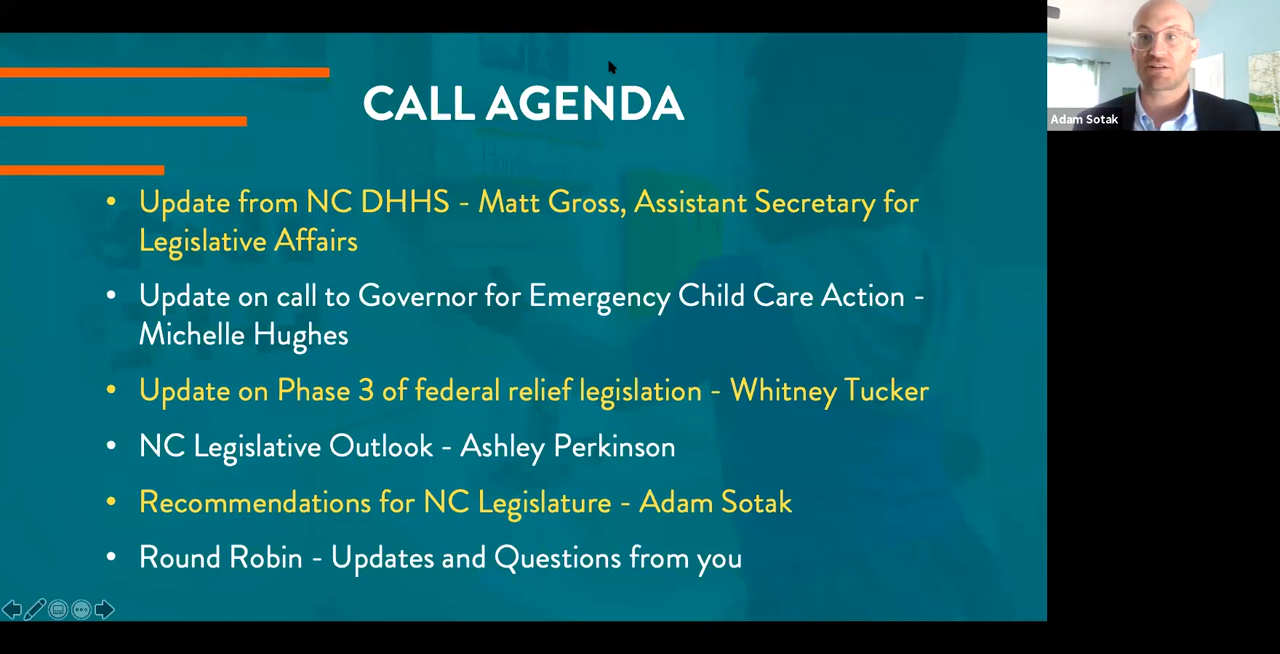 CALL AGENDA
• Update from NC DHHS - Matt Gross, Assistant Secretary for
Legislative Affairs
• Update on call to Governor for Emergency Child Care Action -
Michelle Hughes
• Update on Phase 3 of federal relief legislation - Whitney Tucker
• NC Legislative Outlook - Ashley Perkinson
• Recommendations for NC Legislature - Adam Sotak
• Round Robin - Updates and Questions from you
Adam Sotak